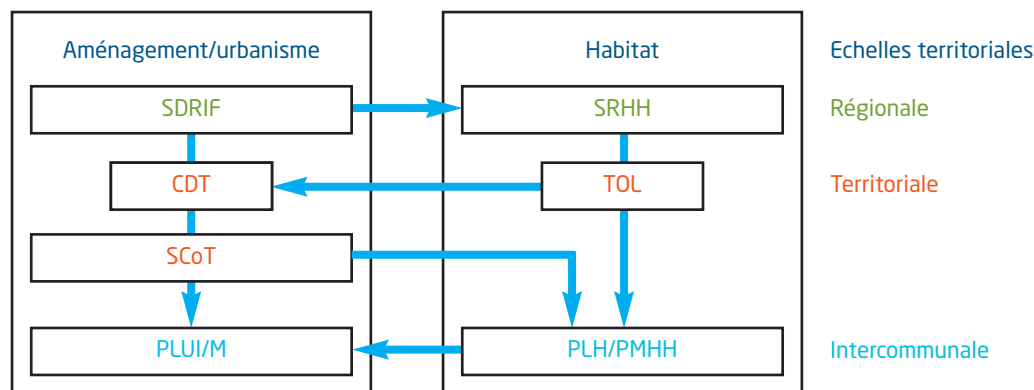 Aménagement/urbanisme Habitat Echelles territoriales
SDRIF SRHH Régionale
CDT TOL Territoriale
SCoT
PLUI/M PLH/PMHH Intercommunale